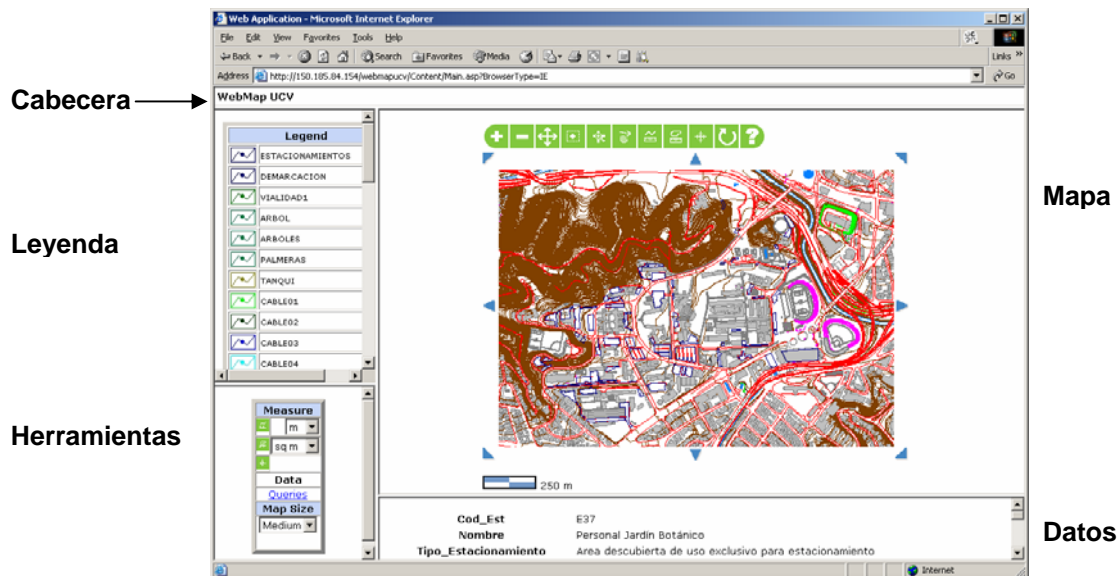 Web Application - Microsoft Internet Explorer
File Edit View Favorites Tools Help
Back Search Favorites Media Links »
Address http://150.185.84.154/webmapucv/Content/Main.asp?BrowserType=IE Go
Cabecera
WebMap UCV
Legend
ESTACIONAMIENTOS
DEMARCACION
VIALIDAD1
ARBOL
ARBOLES
PALMERAS
TANQUI
CABLE01
CABLE02
CABLE03
CABLE04
Leyenda
Mapa
Herramientas
Measure
m
sq m
Data
Queries
Map Size
Medium
250 m
Cod_Est E37
Nombre Personal Jardín Botánico
Tipo_Estacionamiento Area descubierta de uso exclusivo para estacionamiento
Datos
Internet